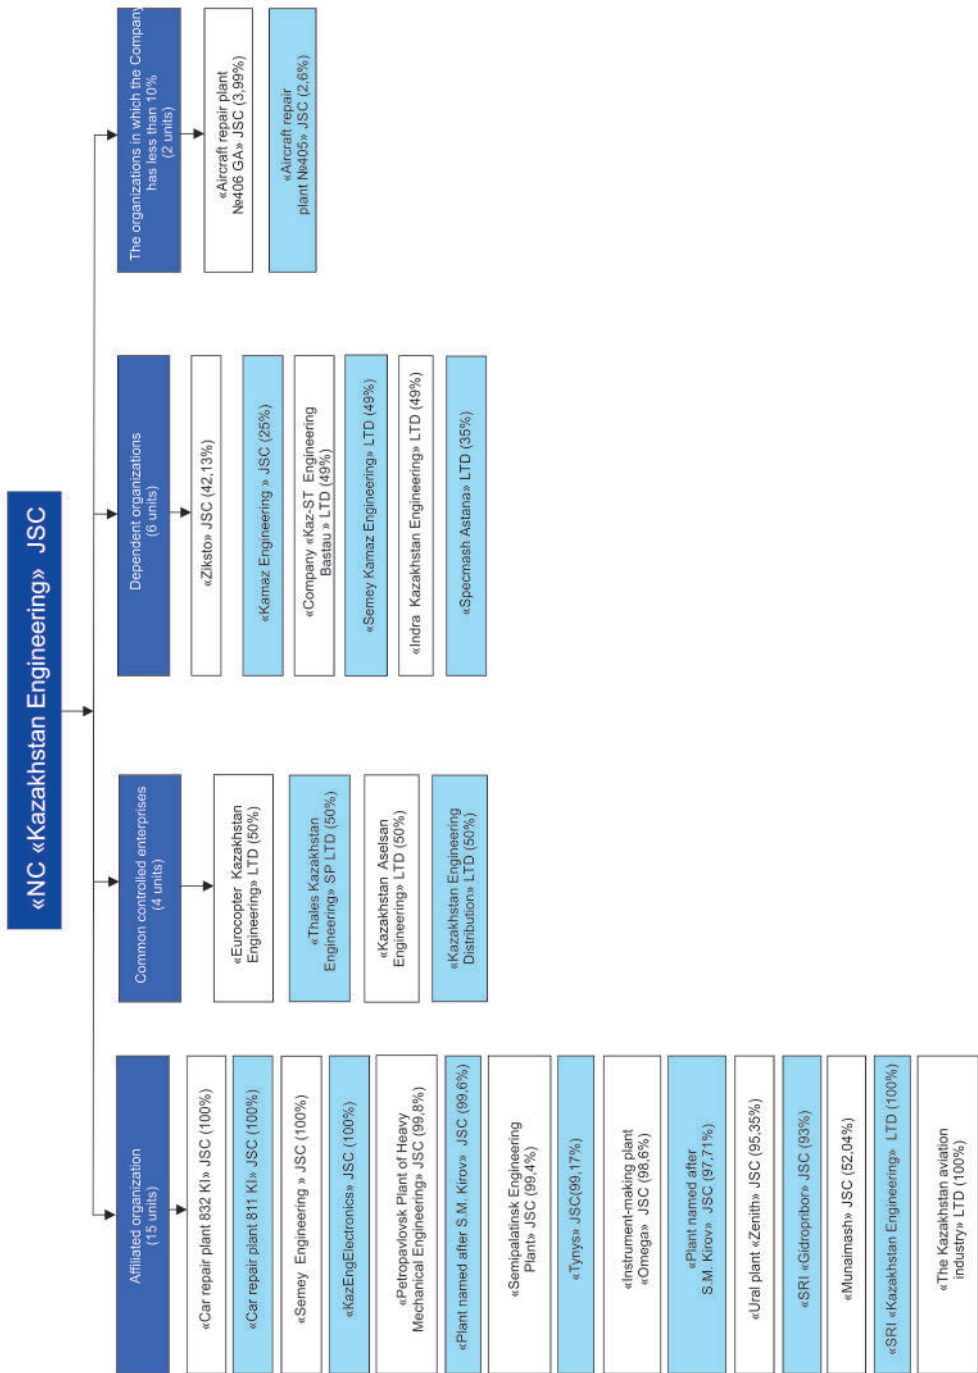 «NC «Kazakhstan Engineering» JSC
Affiliated organization
(15 units)
«Car repair plant 832 KI» JSC (100%)
«Car repair plant 811 KI» JSC (100%)
«Semey Engineering » JSC (100%)
«KazEngElectronics» JSC (100%)
«Petropavlovsk Plant of Heavy
Mechanical Engineering» JSC (99,8%)
«Plant named after S.M. Kirov» JSC (99,6%)
«Semipalatinsk Engineering
Plant» JSC (99,4%)
«Tynys» JSC(99,17%)
«Instrument-making plant
«Omega» JSC (98,6%)
«Plant named after
S.M. Kirov» JSC (97,71%)
«Ural plant «Zenith» JSC (95,35%)
«SRI «Gidropribor» JSC (93%)
«Munaimash» JSC (52,04%)
«SRI «Kazakhstan Engineering» LTD (100%)
«The Kazakhstan aviation
industry» LTD (100%)
Common controlled enterprises
(4 units)
«Eurocopter Kazakhstan
Engineering» LTD (50%)
«Thales Kazakhstan
Engineering» SP LTD (50%)
«Kazakhstan Aselsan
Engineering» LTD (50%)
«Kazakhstan Engineering
Distribution» LTD (50%)
Dependent organizations
(6 units)
«Ziksto» JSC (42,13%)
«Kamaz Engineering » JSC (25%)
«Company «Kaz-ST Engineering
Bastau » LTD (49%)
«Semey Kamaz Engineering» LTD (49%)
«Indra Kazakhstan Engineering» LTD (49%)
«Specmash Astana» LTD (35%)
The organizations in which the Company
has less than 10%
(2 units)
«Aircraft repair plant
№406 GA» JSC (3,99%)
«Aircraft repair
plant №405» JSC (2,6%)